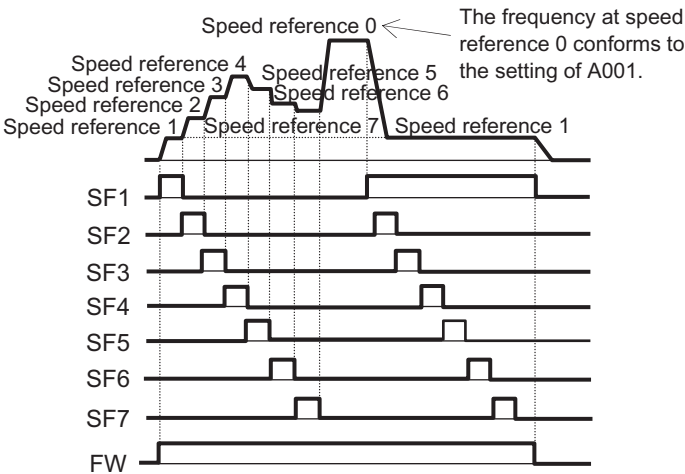 Speed reference 0
The frequency at speed
reference 0 conforms to
the setting of A001.
Speed reference 4
Speed reference 5
Speed reference 3
Speed reference 6
Speed reference 2
Speed reference 1
Speed reference 7
Speed reference 1
SF1
SF2
SF3
SF4
SF5
SF6
SF7
FW